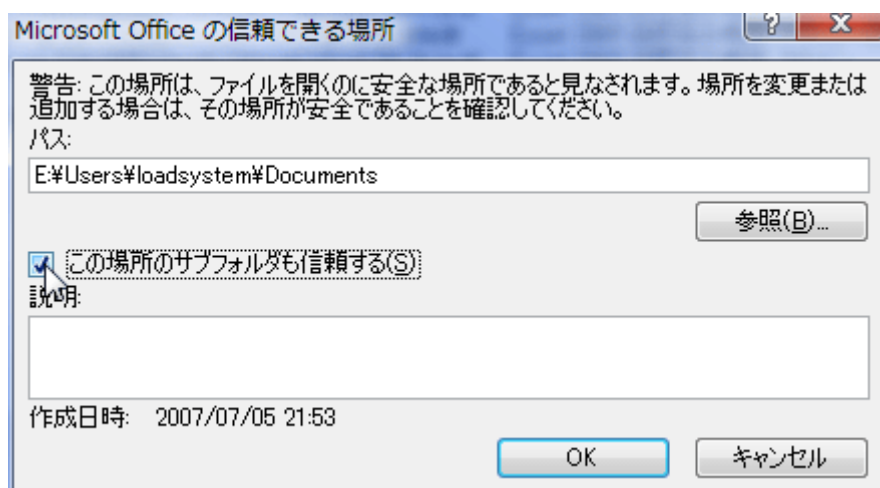 Microsoft Office の信頼できる場所
警告: この場所は、ファイルを開くのに安全な場所であると見なされます。場所を変更または
追加する場合は、その場所が安全であることを確認してください。
パス:
E:¥Users¥loadsystem¥Documents
参照(B)...
この場所のサブフォルダも信頼する(S)
説明:
作成日時: 2007/07/05 21:53
OK キャンセル